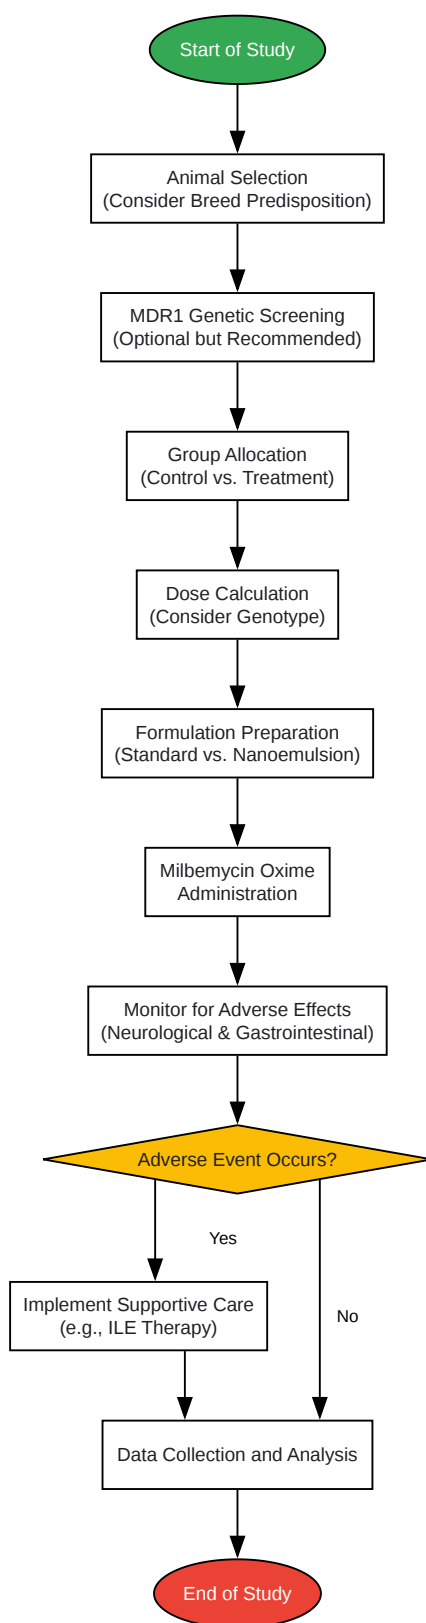 Start of Study
Animal Selection
(Consider Breed Predisposition)
MDR1 Genetic Screening
(Optional but Recommended)
Group Allocation
(Control vs. Treatment)
Dose Calculation
(Consider Genotype)
Formulation Preparation
(Standard vs. Nanoemulsion)
Milbemycin Oxime
Administration
Monitor for Adverse Effects
(Neurological & Gastrointestinal)
Adverse Event Occurs?
Yes
Implement Supportive Care
(e.g., ILE Therapy)
No
Data Collection and Analysis
End of Study